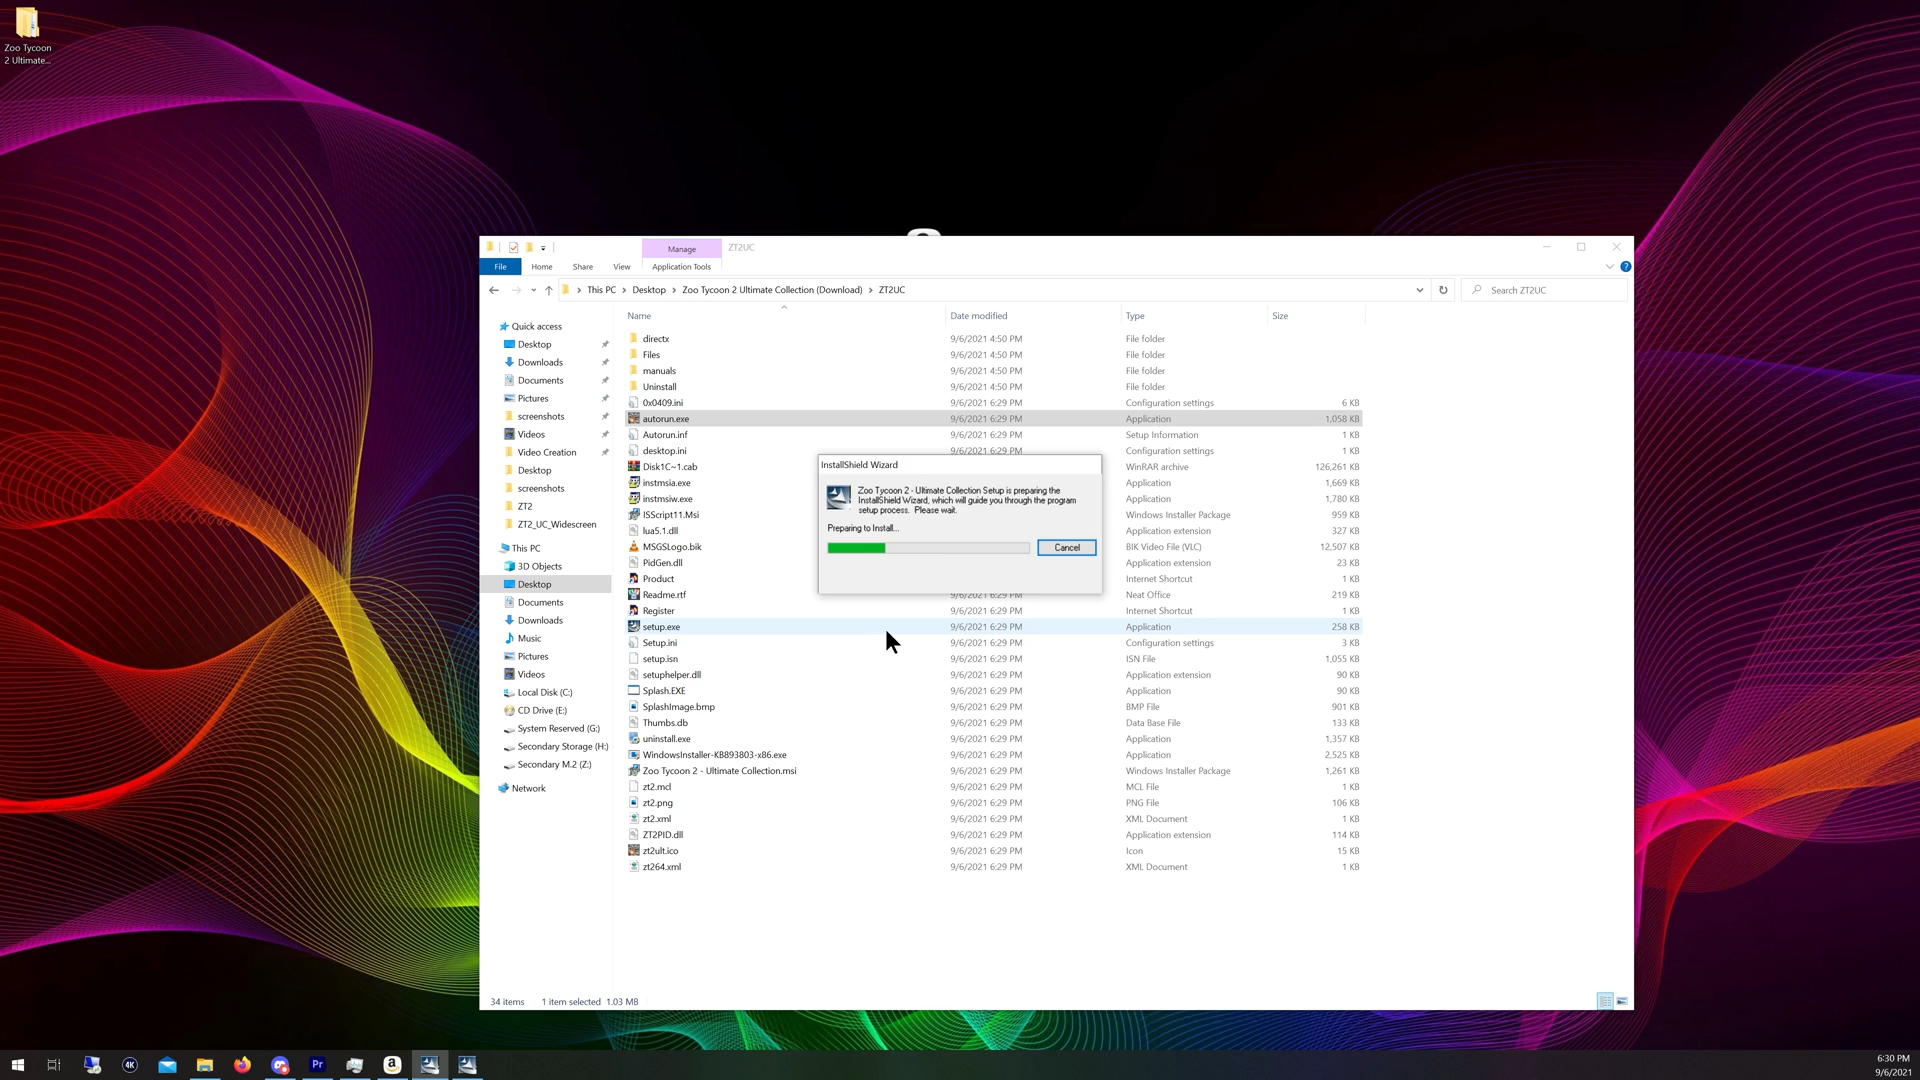 Zoo Tycoon
2 Ultimate...
Manage
ZT2UC
File
Home
Share
View
Application Tools
This PC
Desktop
Zoo Tycoon 2 Ultimate Collection (Download)
ZT2UC
Search ZT2UC
Name
Date modified
Type
Size
Quick access
Desktop
Downloads
Documents
Pictures
screenshots
Videos
Video Creation
Desktop
screenshots
ZT2
ZT2_UC_Widescreen
This PC
3D Objects
Desktop
Documents
Downloads
Music
Pictures
Videos
Local Disk (C:)
CD Drive (E:)
System Reserved (G:)
Secondary Storage (H:)
Secondary M.2 (Z:)
Network
directx 9/6/2021 4:50 PM File folder
Files 9/6/2021 4:50 PM File folder
manuals 9/6/2021 4:50 PM File folder
Uninstall 9/6/2021 4:50 PM File folder
0x0409.ini 9/6/2021 6:29 PM Configuration settings 6 KB
autorun.exe 9/6/2021 6:29 PM Application 1,058 KB
Autorun.inf 9/6/2021 6:29 PM Setup Information 1 KB
desktop.ini 9/6/2021 6:29 PM Configuration settings 1 KB
Disk1C~1.cab WinRAR archive 126,261 KB
instmsia.exe Application 1,669 KB
instmsiw.exe Application 1,780 KB
ISScript11.Msi Windows Installer Package 959 KB
lua5.1.dll Application extension 327 KB
MSGSLogo.bik BIK Video File (VLC) 12,507 KB
PidGen.dll Application extension 23 KB
Product Internet Shortcut 1 KB
Readme.rtf 9/6/2021 6:29 PM Neat Office 219 KB
Register 9/6/2021 6:29 PM Internet Shortcut 1 KB
setup.exe 9/6/2021 6:29 PM Application 258 KB
Setup.ini 9/6/2021 6:29 PM Configuration settings 3 KB
setup.isn 9/6/2021 6:29 PM ISN File 1,055 KB
setuphelper.dll 9/6/2021 6:29 PM Application extension 90 KB
Splash.EXE 9/6/2021 6:29 PM Application 90 KB
SplashImage.bmp 9/6/2021 6:29 PM BMP File 901 KB
Thumbs.db 9/6/2021 6:29 PM Data Base File 133 KB
uninstall.exe 9/6/2021 6:29 PM Application 1,357 KB
WindowsInstaller-KB893803-x86.exe 9/6/2021 6:29 PM Application 2,525 KB
Zoo Tycoon 2 - Ultimate Collection.msi 9/6/2021 6:29 PM Windows Installer Package 1,261 KB
zt2.mcl 9/6/2021 6:29 PM MCL File 1 KB
zt2.png 9/6/2021 6:29 PM PNG File 106 KB
zt2.xml 9/6/2021 6:29 PM XML Document 1 KB
ZT2PID.dll 9/6/2021 6:29 PM Application extension 114 KB
zt2ult.ico 9/6/2021 6:29 PM Icon 15 KB
zt264.xml 9/6/2021 6:29 PM XML Document 1 KB
InstallShield Wizard
Zoo Tycoon 2 - Ultimate Collection Setup is preparing the
InstallShield Wizard, which will guide you through the program
setup process. Please wait.
Preparing to Install...
Cancel
34 items
1 item selected 1.03 MB
4K
Pr
a
6:30 PM
9/6/2021